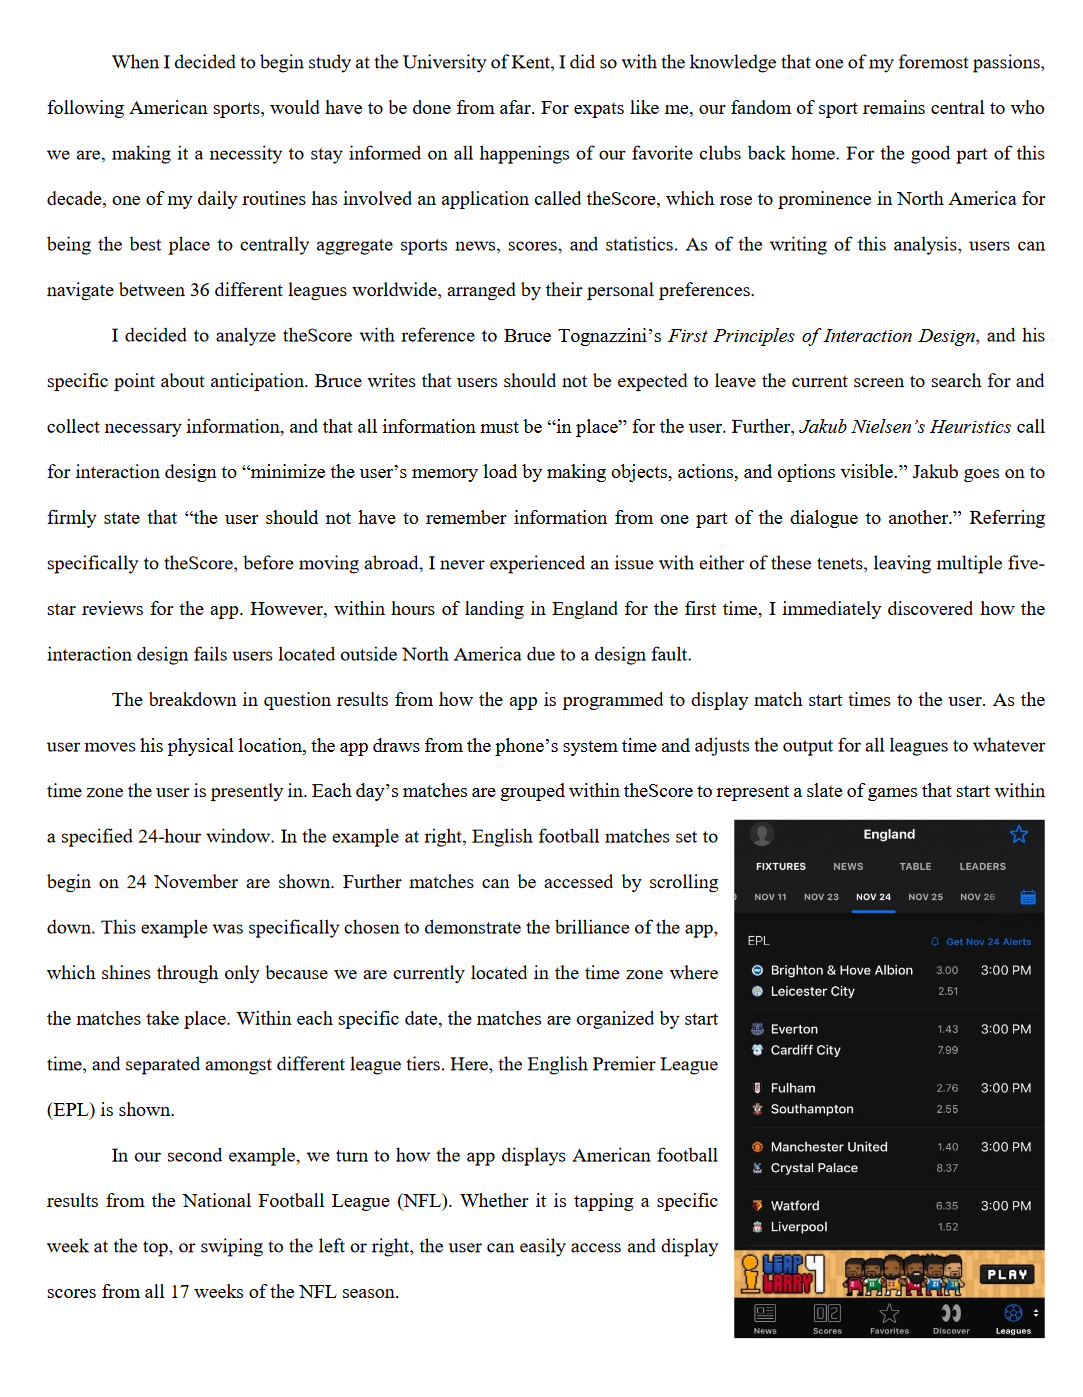 When I decided to begin study at the University of Kent, I did so with the knowledge that one of my foremost passions,
following American sports, would have to be done from afar. For expats like me, our fandom of sport remains central to who
we are, making it a necessity to stay informed on all happenings of our favorite clubs back home. For the good part of this
decade, one of my daily routines has involved an application called theScore, which rose to prominence in North America for
being the best place to centrally aggregate sports news, scores, and statistics. As of the writing of this analysis, users can
navigate between 36 different leagues worldwide, arranged by their personal preferences.
I decided to analyze theScore with reference to Bruce Tognazzini’s First Principles of Interaction Design, and his
specific point about anticipation. Bruce writes that users should not be expected to leave the current screen to search for and
collect necessary information, and that all information must be “in place” for the user. Further, Jakub Nielsen’s Heuristics call
for interaction design to “minimize the user’s memory load by making objects, actions, and options visible.” Jakub goes on to
firmly state that “the user should not have to remember information from one part of the dialogue to another.” Referring
specifically to theScore, before moving abroad, I never experienced an issue with either of these tenets, leaving multiple five-
star reviews for the app. However, within hours of landing in England for the first time, I immediately discovered how the
interaction design fails users located outside North America due to a design fault.
The breakdown in question results from how the app is programmed to display match start times to the user. As the
user moves his physical location, the app draws from the phone’s system time and adjusts the output for all leagues to whatever
time zone the user is presently in. Each day’s matches are grouped within theScore to represent a slate of games that start within
a specified 24-hour window. In the example at right, English football matches set to
begin on 24 November are shown. Further matches can be accessed by scrolling
down. This example was specifically chosen to demonstrate the brilliance of the app,
which shines through only because we are currently located in the time zone where
the matches take place. Within each specific date, the matches are organized by start
time, and separated amongst different league tiers. Here, the English Premier League
(EPL) is shown.
In our second example, we turn to how the app displays American football
results from the National Football League (NFL). Whether it is tapping a specific
week at the top, or swiping to the left or right, the user can easily access and display
scores from all 17 weeks of the NFL season.
England
FIXTURES NEWS TABLE LEADERS
NOV 11 NOV 23 NOV 24 NOV 25 NOV 26
EPL Get Nov 24 Alerts
Brighton & Hove Albion 3.00 3:00 PM
Leicester City 2.51
Everton 1.43 3:00 PM
Cardiff City 7.99
Fulham 2.76 3:00 PM
Southampton 2.55
Manchester United 1.40 3:00 PM
Crystal Palace 8.37
Watford 6.35 3:00 PM
Liverpool 1.52
LEAP 4
LARRY
PLAY
News Scores Favorites Discover Leagues